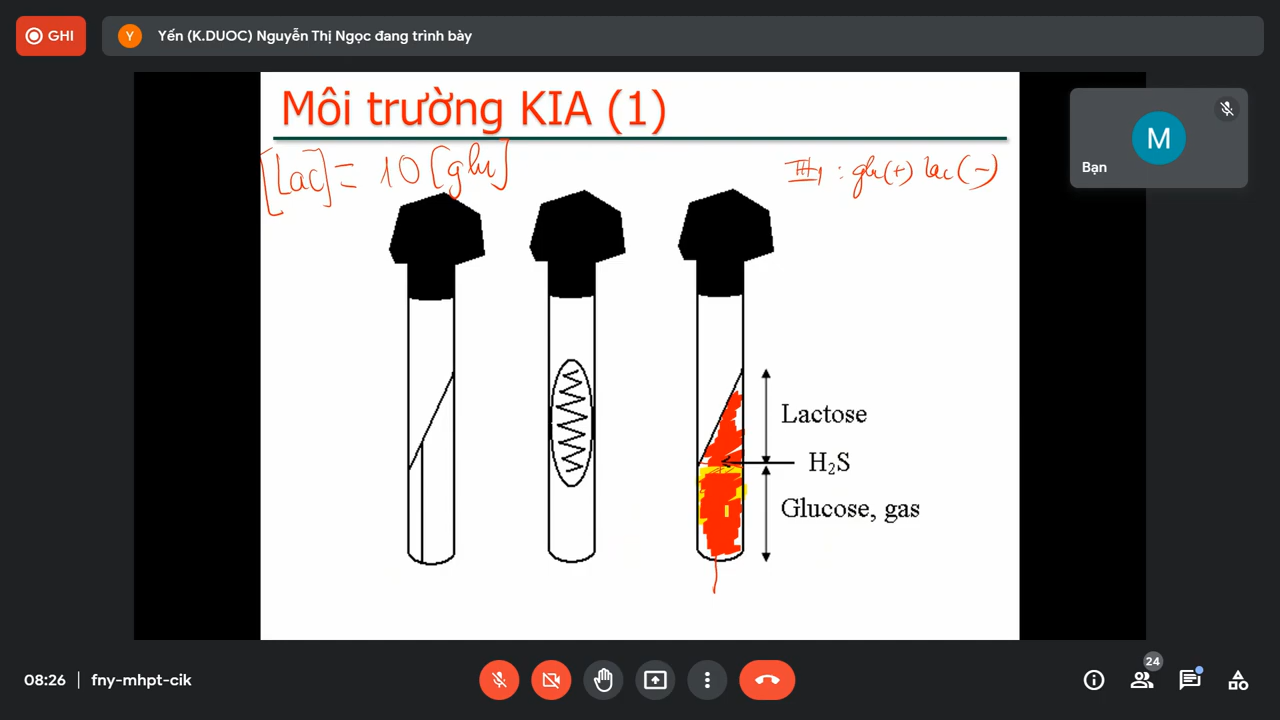 GHI
Y Yến (K.DUOC) Nguyễn Thị Ngọc đang trình bày
Môi trường KIA (1)
[Lac] = 10 [glu]
: glu(+) lac(-)
M
Bạn
Lactose
H₂S
Glucose, gas
08:26 | fny-mhpt-cik
24